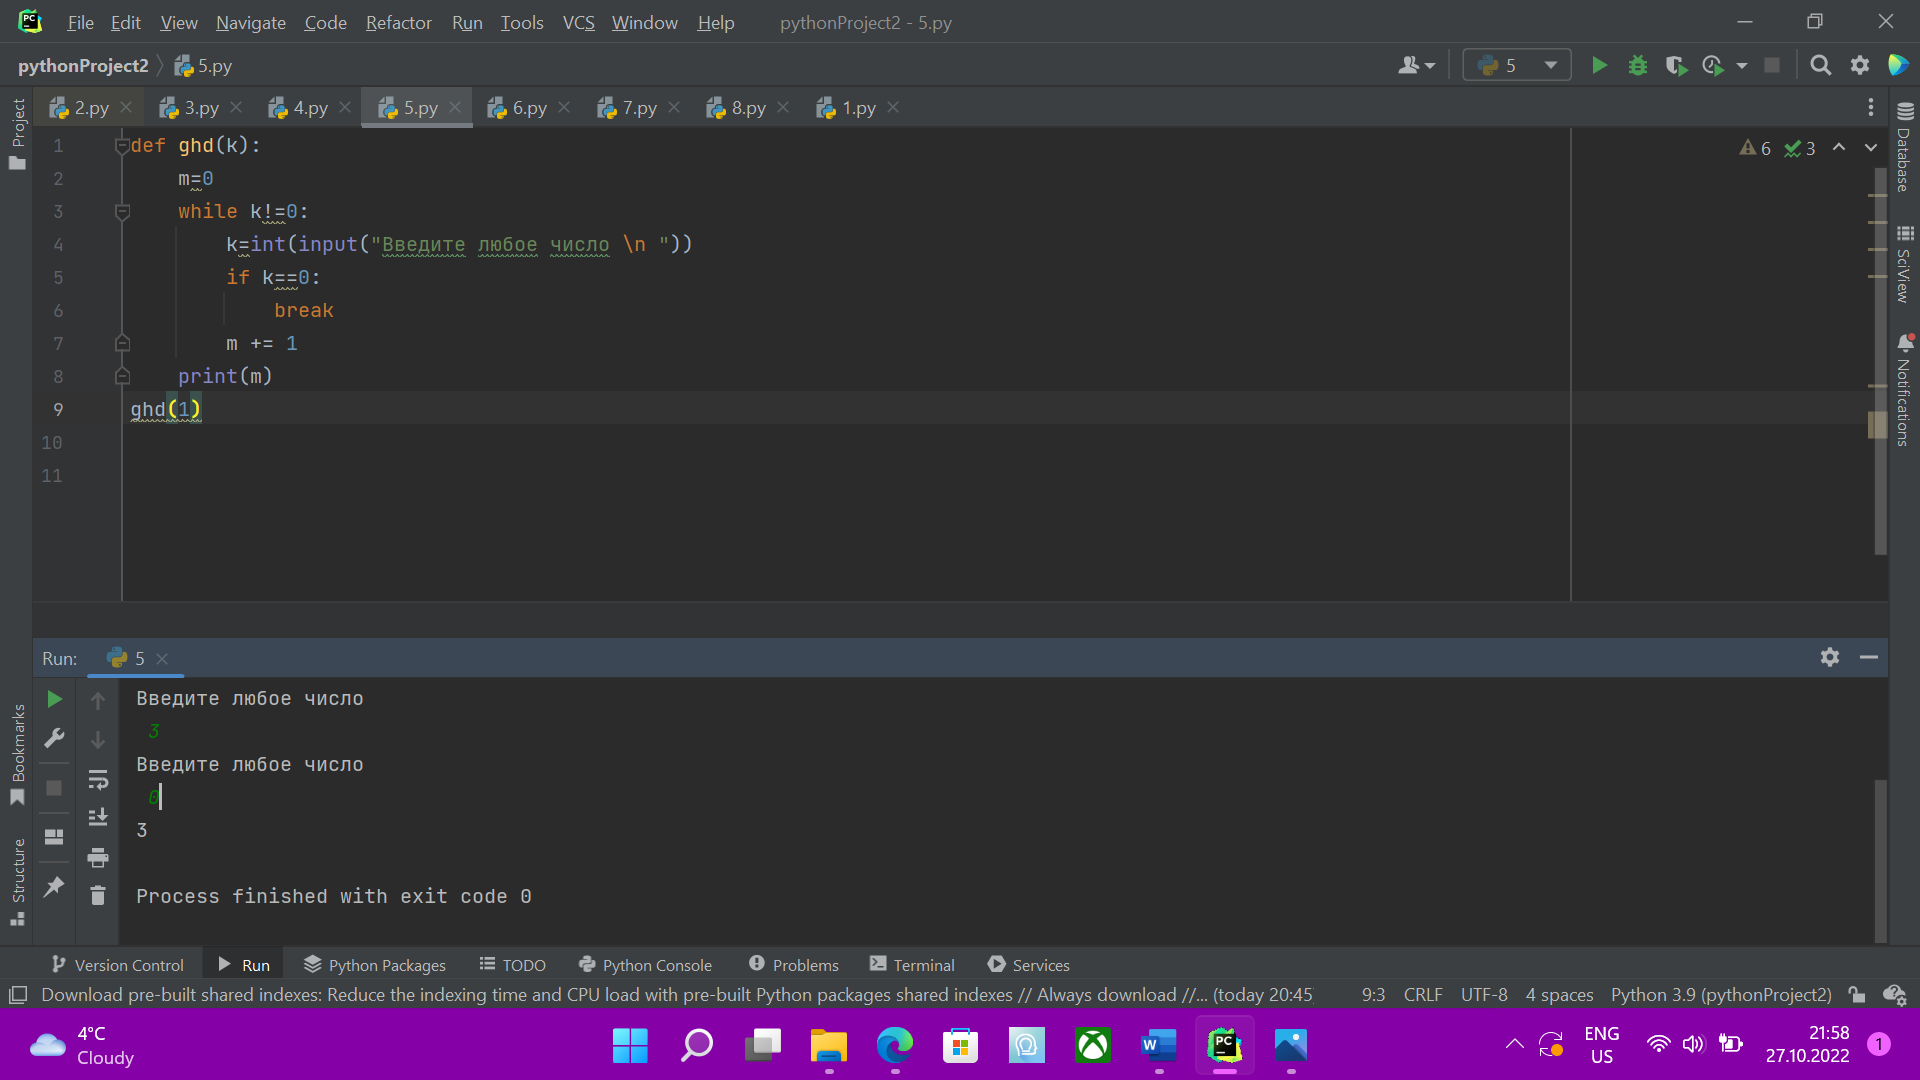 File Edit View Navigate Code Refactor Run Tools VCS Window Help pythonProject2 - 5.py
pythonProject2 5.py 5
2.py 3.py 4.py 5.py 6.py 7.py 8.py 1.py
Project
1 def ghd(k):
6 3
2 m=0
3 while k!=0:
4 k=int(input("Введите любое число \n "))
5 if k==0:
6 break
7 m += 1
8 print(m)
9 ghd(1)
10
11
Database
SciView
Notifications
Run: 5
Введите любое число
3
Введите любое число
0
3
Process finished with exit code 0
Bookmarks
Structure
Version Control Run Python Packages TODO Python Console Problems Terminal Services
Download pre-built shared indexes: Reduce the indexing time and CPU load with pre-built Python packages shared indexes // Always download //... (today 20:45 9:3 CRLF UTF-8 4 spaces Python 3.9 (pythonProject2)
4°C
Cloudy
PC
W
ENG
US
21:58
27.10.2022
1